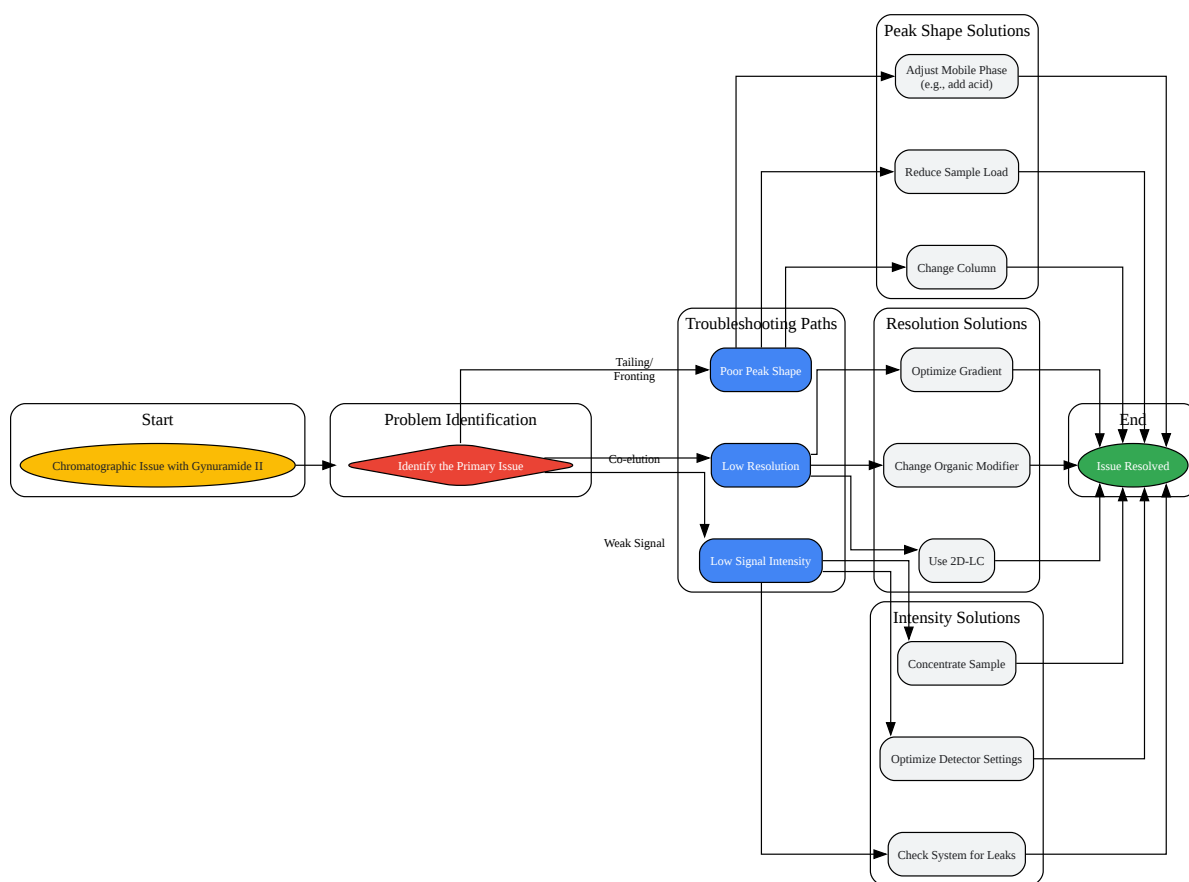 Start
Chromatographic Issue with Gynuramide II
Problem Identification
Identify the Primary Issue
Tailing/
Fronting
Co-elution
Weak Signal
Troubleshooting Paths
Poor Peak Shape
Low Resolution
Low Signal Intensity
Peak Shape Solutions
Adjust Mobile Phase
(e.g., add acid)
Reduce Sample Load
Change Column
Resolution Solutions
Optimize Gradient
Change Organic Modifier
Use 2D-LC
Intensity Solutions
Concentrate Sample
Optimize Detector Settings
Check System for Leaks
End
Issue Resolved